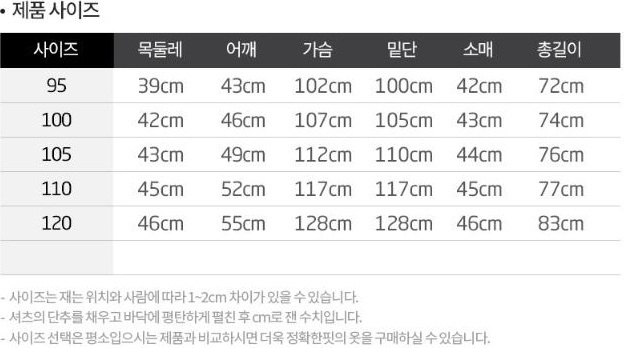 • 제품 사이즈
사이즈 목둘레 어깨 가슴 밑단 소매 총길이
95 39cm 43cm 102cm 100cm 42cm 72cm
100 42cm 46cm 107cm 105cm 43cm 74cm
105 43cm 49cm 112cm 110cm 44cm 76cm
110 45cm 52cm 117cm 117cm 45cm 77cm
120 46cm 55cm 128cm 128cm 46cm 83cm
- 사이즈는 재는 위치와 사람에 따라 1~2cm 차이가 있을 수 있습니다.
- 셔츠의 단추를 채우고 바닥에 평탄하게 펼친 후 cm로 잰 수치입니다.
- 사이즈 선택은 평소입으시는 제품과 비교하시면 더욱 정확한핏의 옷을 구매하실 수 있습니다.